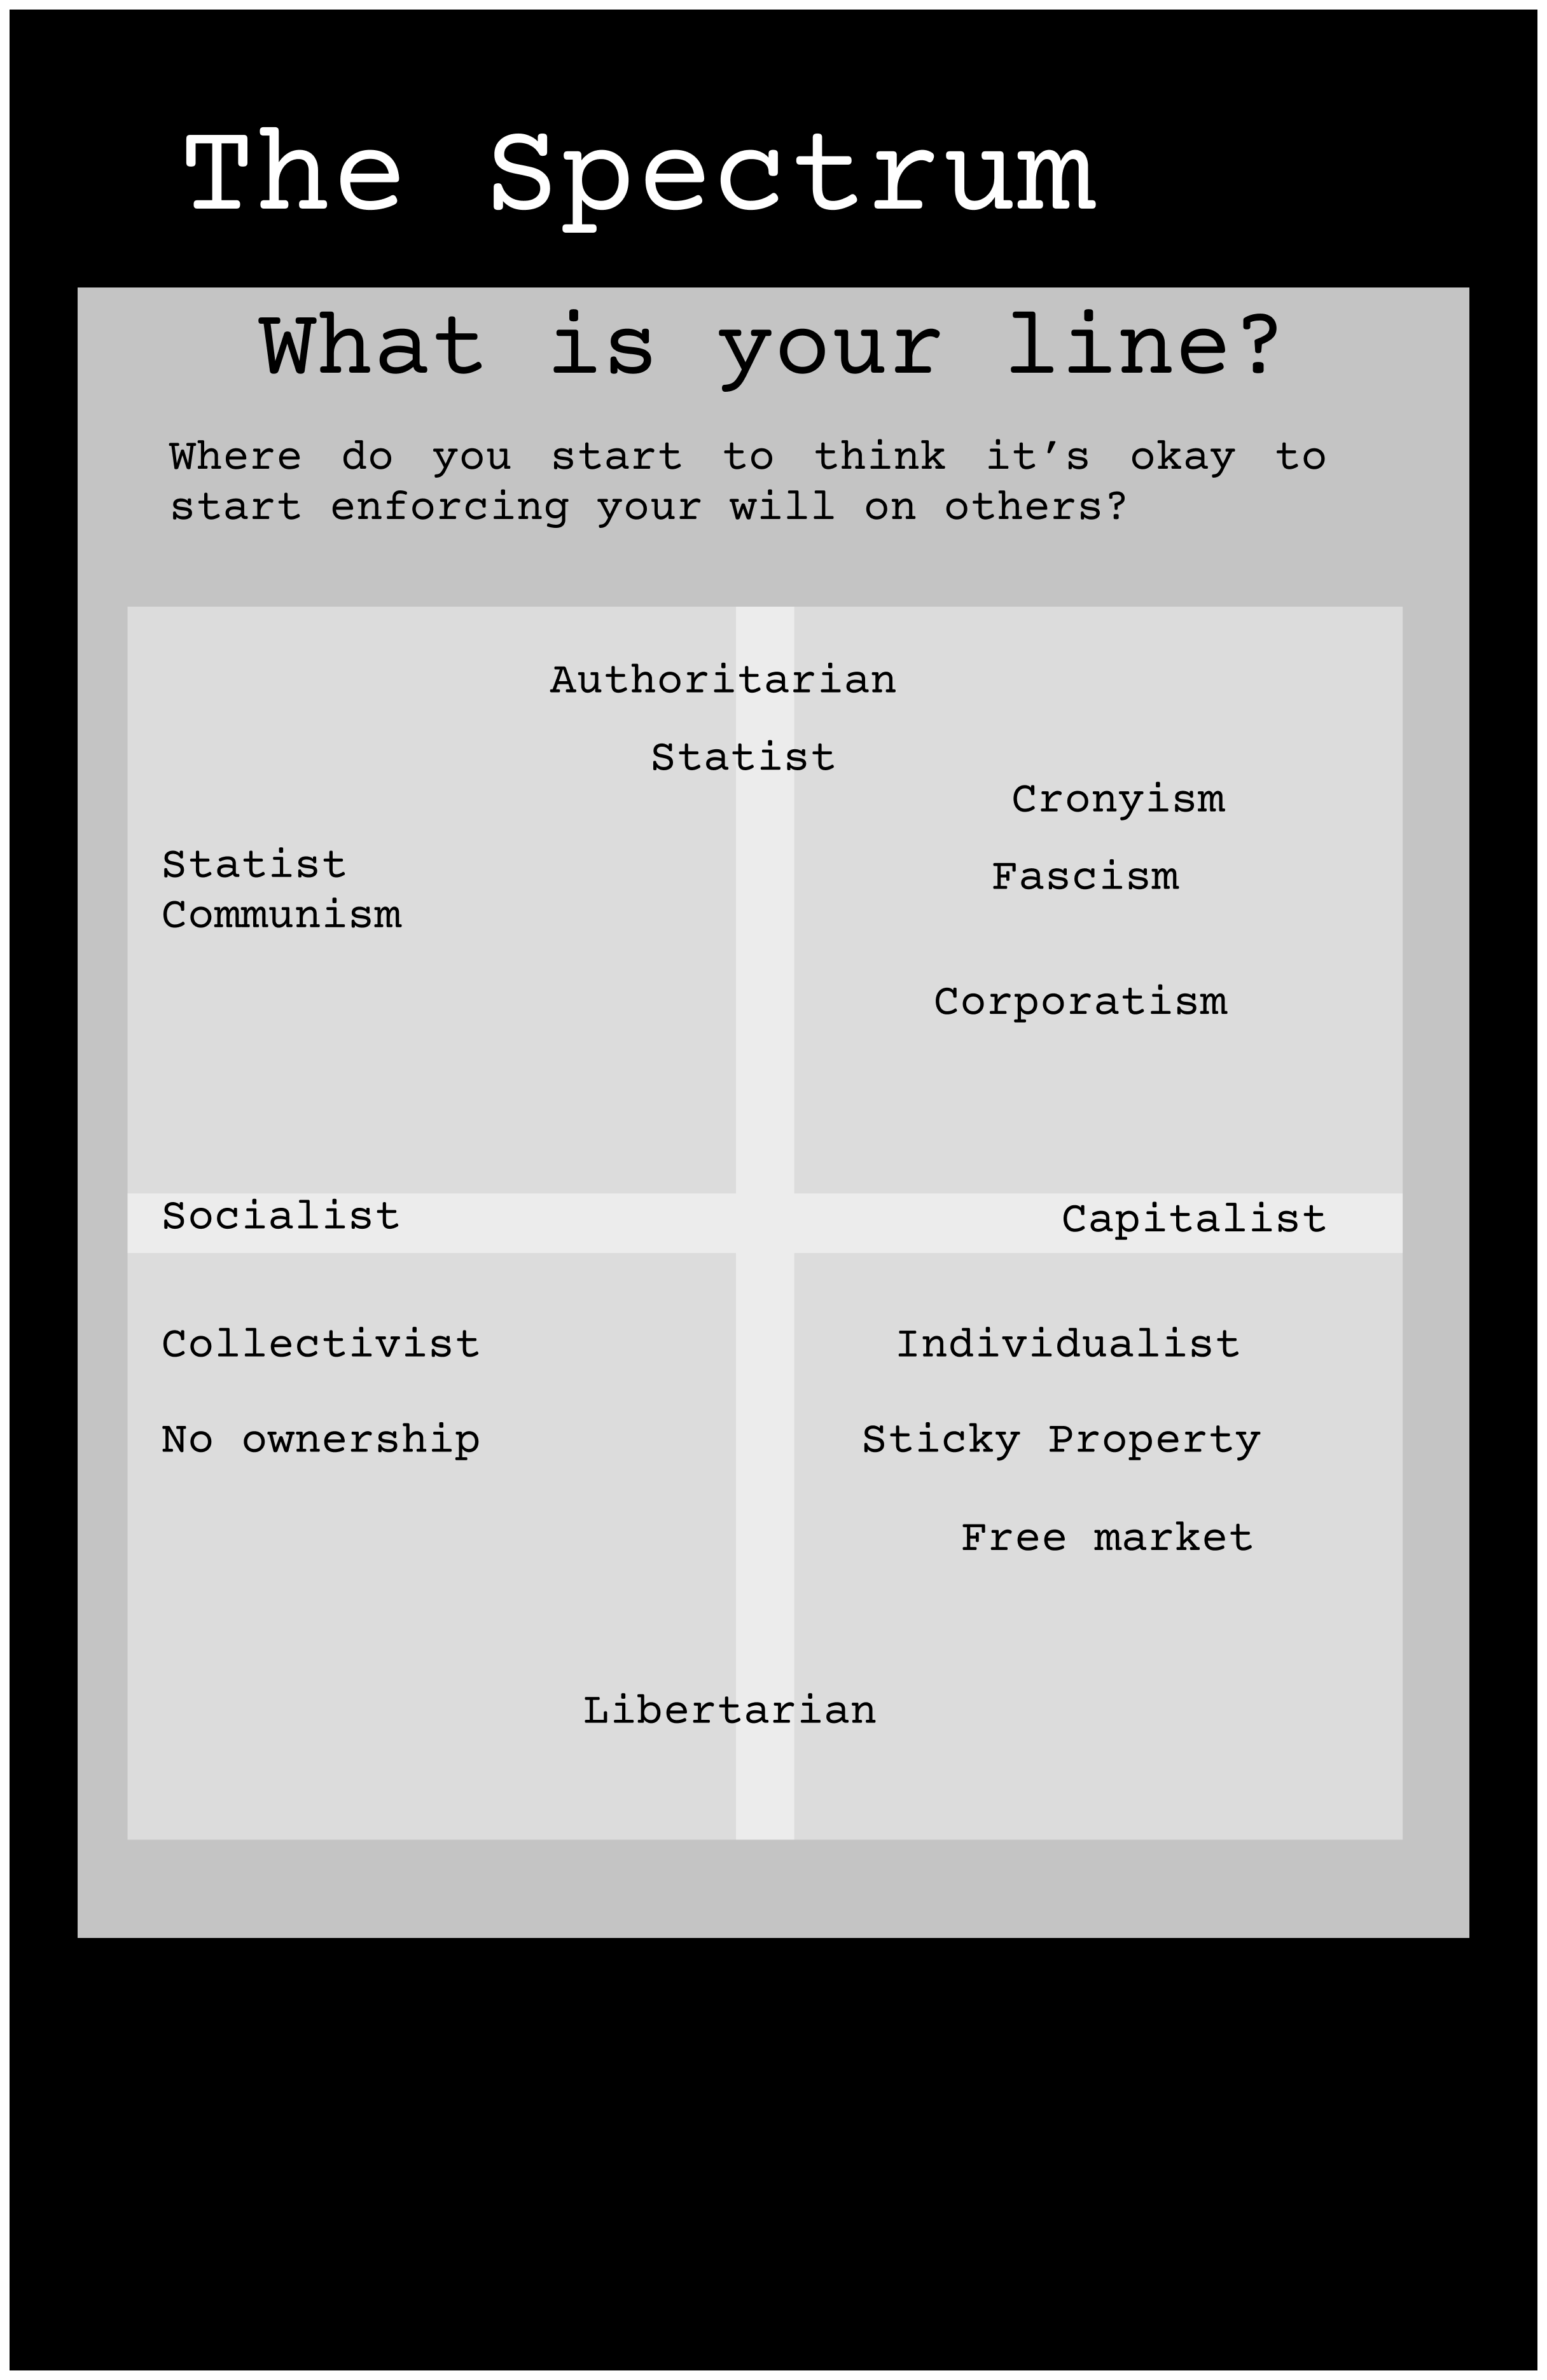 The Spectrum
What is your line?
Where do you start to think it’s okay to
start enforcing your will on others?
Authoritarian
Statist
Cronyism
Statist
Communism
Fascism
Corporatism
Socialist
Capitalist
Collectivist
Individualist
No ownership
Sticky Property
Free market
Libertarian